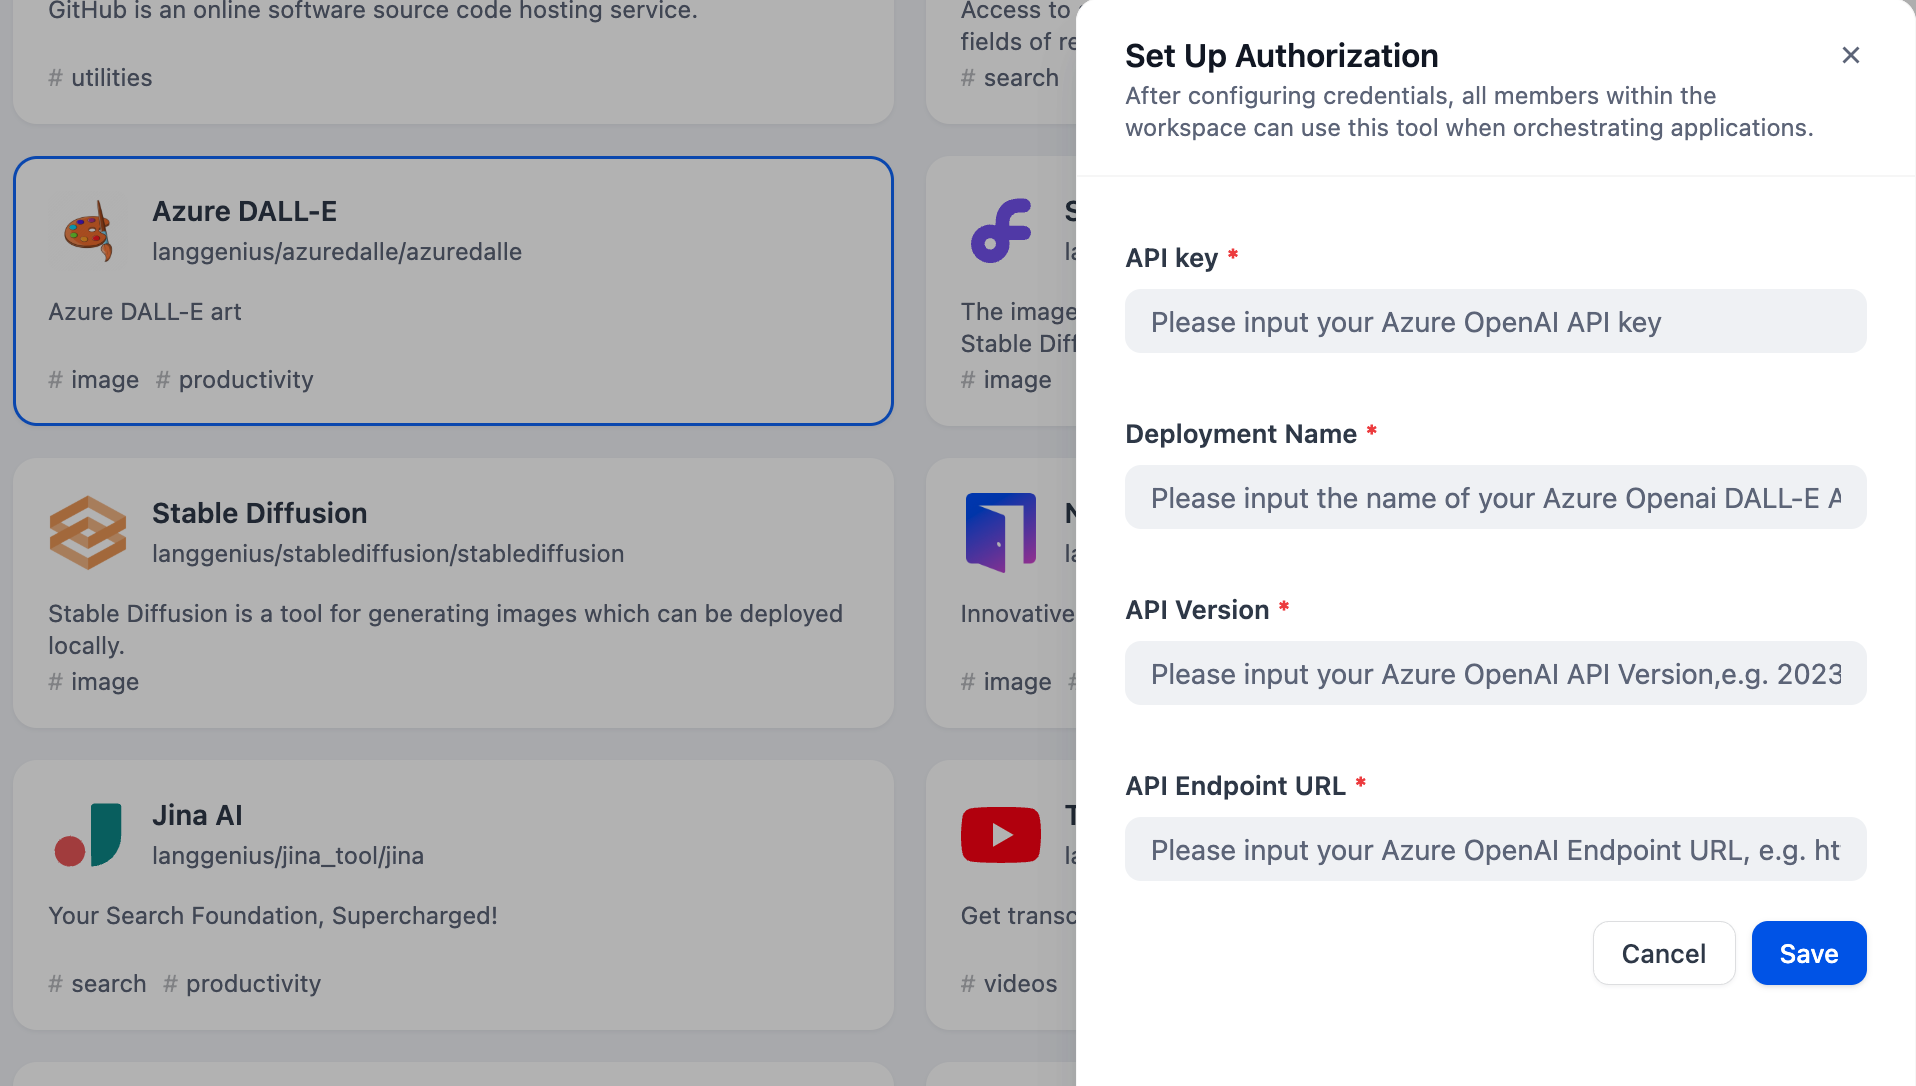 GitHub is an online software source code hosting service.
# utilities
Access to
fields of re
# search
Azure DALL-E
langgenius/azuredalle/azuredalle
Azure DALL-E art
# image # productivity
The image
Stable Diff
# image
Stable Diffusion
langgenius/stablediffusion/stablediffusion
Stable Diffusion is a tool for generating images which can be deployed
locally.
# image
Innovative
# image #
Jina AI
langgenius/jina_tool/jina
Your Search Foundation, Supercharged!
# search # productivity
Get transc
# videos
Set Up Authorization
After configuring credentials, all members within the
workspace can use this tool when orchestrating applications.
API key *
Please input your Azure OpenAI API key
Deployment Name *
Please input the name of your Azure Openai DALL-E A
API Version *
Please input your Azure OpenAI API Version,e.g. 2023
API Endpoint URL *
Please input your Azure OpenAI Endpoint URL, e.g. ht
Cancel
Save